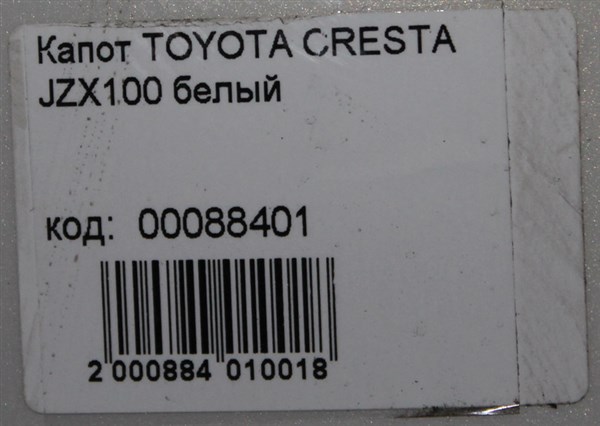 Капот TOYOTA CRESTA
JZX100 белый
код: 00088401
2 000884 010018